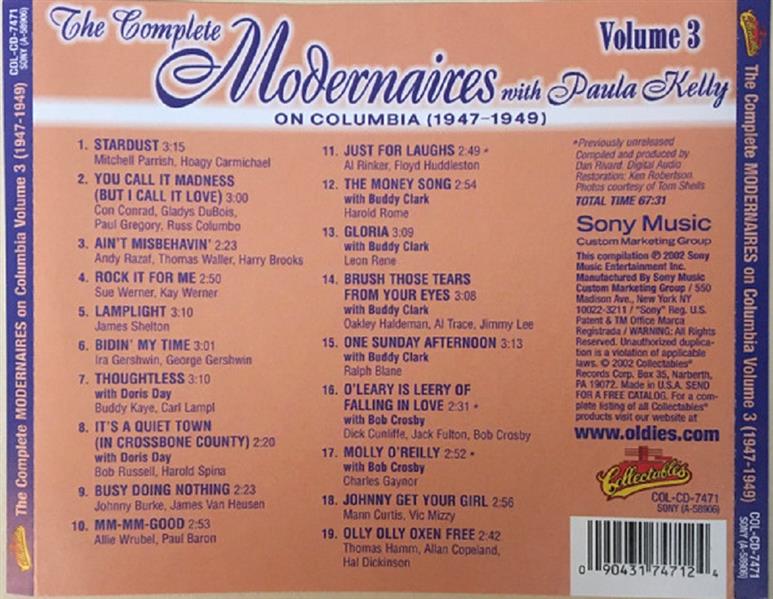 The Complete
Modernaires with Paula Kelly
Volume 3
ON COLUMBIA (1947-1949)
1. STARDUST 3:15
Mitchell Parrish, Hoagy Carmichael
2. YOU CALL IT MADNESS
(BUT I CALL IT LOVE) 3:00
Con Conrad, Gladys DuBois,
Paul Gregory, Russ Columbo
3. AIN'T MISBEHAVIN' 2:23
Andy Razaf, Thomas Waller, Harry Brooks
4. ROCK IT FOR ME 2:50
Sue Werner, Kay Werner
5. LAMPLIGHT 3:10
James Shelton
6. BIDIN' MY TIME 3:01
Ira Gershwin, George Gershwin
7. THOUGHTLESS 3:10
with Doris Day
Buddy Kaye, Carl Lampl
8. IT'S A QUIET TOWN
(IN CROSSBONE COUNTY) 2:20
with Doris Day
Bob Russell, Harold Spina
9. BUSY DOING NOTHING 2:23
Johnny Burke, James Van Heusen
10. MM-MM-GOOD 2:53
Allie Wrubel, Paul Baron
11. JUST FOR LAUGHS 2:49 *
Al Rinker, Floyd Huddleston
12. THE MONEY SONG 2:54
with Buddy Clark
Harold Rome
13. GLORIA 3:09
with Buddy Clark
Leon Rene
14. BRUSH THOSE TEARS
FROM YOUR EYES 3:08
with Buddy Clark
Oakley Haldeman, Al Trace, Jimmy Lee
15. ONE SUNDAY AFTERNOON 3:13
with Buddy Clark
Ralph Blane
16. O'LEARY IS LEERY OF
FALLING IN LOVE 2:31 *
with Bob Crosby
Dick Cunliffe, Jack Fulton, Bob Crosby
17. MOLLY O'REILLY 2:52 *
with Bob Crosby
Charles Gaynor
18. JOHNNY GET YOUR GIRL 2:56
Mann Curtis, Vic Mizzy
19. OLLY OLLY OXEN FREE 2:42
Thomas Hamm, Allan Copeland,
Hal Dickinson
*Previously unreleased
Compiled and produced by
Dan Rivard. Digital Audio
Restoration: Ken Robertson.
Photos courtesy of Tom Sheils
TOTAL TIME 67:31
Sony Music
Custom Marketing Group
This compilation ℗ 2002 Sony
Music Entertainment Inc.
Manufactured By Sony Music
Custom Marketing Group / 550
Madison Ave., New York NY
10022-3211 / "Sony" Reg. U.S.
Patent & TM Office Marca
Registrada / WARNING: All Rights
Reserved. Unauthorized duplica-
tion is a violation of applicable
laws. © 2002 Collectables®
Records Corp. Box 35, Narberth,
PA 19072. Made in U.S.A. SEND
FOR A FREE CATALOG. For a com-
plete listing of all Collectables®
products visit our website at
www.oldies.com
Collectables
COL-CD-7471
SONY (A-58906)
0 90431 74712 4
COL-CD-7471
SONY (A-58906)
The Complete MODERNAIRES on Columbia Volume 3 (1947-1949)
Collectables
Collectables
The Complete MODERNAIRES on Columbia Volume 3 (1947-1949)
COL-CD-7471
SONY (A-58906)